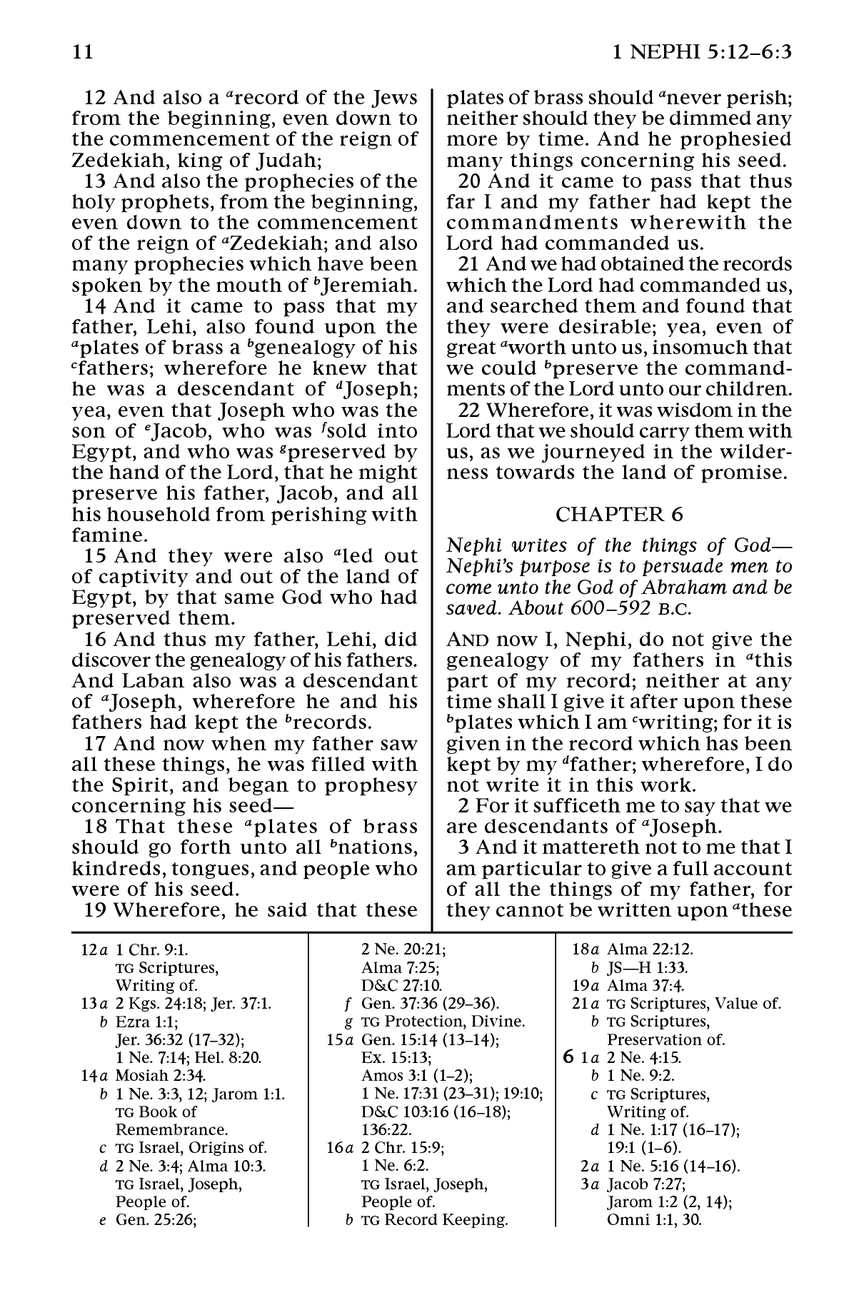 11
1 NEPHI 5:12–6:3
12 And also a ᵃrecord of the Jews
from the beginning, even down to
the commencement of the reign of
Zedekiah, king of Judah;
13 And also the prophecies of the
holy prophets, from the beginning,
even down to the commencement
of the reign of ᵃZedekiah; and also
many prophecies which have been
spoken by the mouth of ᵇJeremiah.
14 And it came to pass that my
father, Lehi, also found upon the
ᵃplates of brass a ᵇgenealogy of his
ᶜfathers; wherefore he knew that
he was a descendant of ᵈJoseph;
yea, even that Joseph who was the
son of ᵉJacob, who was ᶠsold into
Egypt, and who was ᵍpreserved by
the hand of the Lord, that he might
preserve his father, Jacob, and all
his household from perishing with
famine.
15 And they were also ᵃled out
of captivity and out of the land of
Egypt, by that same God who had
preserved them.
16 And thus my father, Lehi, did
discover the genealogy of his fathers.
And Laban also was a descendant
of ᵃJoseph, wherefore he and his
fathers had kept the ᵇrecords.
17 And now when my father saw
all these things, he was filled with
the Spirit, and began to prophesy
concerning his seed—
18 That these ᵃplates of brass
should go forth unto all ᵇnations,
kindreds, tongues, and people who
were of his seed.
19 Wherefore, he said that these
plates of brass should ᵃnever perish;
neither should they be dimmed any
more by time. And he prophesied
many things concerning his seed.
20 And it came to pass that thus
far I and my father had kept the
commandments wherewith the
Lord had commanded us.
21 And we had obtained the records
which the Lord had commanded us,
and searched them and found that
they were desirable; yea, even of
great ᵃworth unto us, insomuch that
we could ᵇpreserve the command-
ments of the Lord unto our children.
22 Wherefore, it was wisdom in the
Lord that we should carry them with
us, as we journeyed in the wilder-
ness towards the land of promise.
CHAPTER 6
Nephi writes of the things of God—
Nephi’s purpose is to persuade men to
come unto the God of Abraham and be
saved. About 600–592 B.C.
AND now I, Nephi, do not give the
genealogy of my fathers in ᵃthis
part of my record; neither at any
time shall I give it after upon these
ᵇplates which I am ᶜwriting; for it is
given in the record which has been
kept by my ᵈfather; wherefore, I do
not write it in this work.
2 For it sufficeth me to say that we
are descendants of ᵃJoseph.
3 And it mattereth not to me that I
am particular to give a full account
of all the things of my father, for
they cannot be written upon ᵃthese
12a 1 Chr. 9:1.
TG Scriptures,
Writing of.
13a 2 Kgs. 24:18; Jer. 37:1.
b Ezra 1:1;
Jer. 36:32 (17–32);
1 Ne. 7:14; Hel. 8:20.
14a Mosiah 2:34.
b 1 Ne. 3:3, 12; Jarom 1:1.
TG Book of
Remembrance.
c TG Israel, Origins of.
d 2 Ne. 3:4; Alma 10:3.
TG Israel, Joseph,
People of.
e Gen. 25:26;
2 Ne. 20:21;
Alma 7:25;
D&C 27:10.
f Gen. 37:36 (29–36).
g TG Protection, Divine.
15a Gen. 15:14 (13–14);
Ex. 15:13;
Amos 3:1 (1–2);
1 Ne. 17:31 (23–31); 19:10;
D&C 103:16 (16–18);
136:22.
16a 2 Chr. 15:9;
1 Ne. 6:2.
TG Israel, Joseph,
People of.
b TG Record Keeping.
18a Alma 22:12.
b JS—H 1:33.
19a Alma 37:4.
21a TG Scriptures, Value of.
b TG Scriptures,
Preservation of.
6 1a 2 Ne. 4:15.
b 1 Ne. 9:2.
c TG Scriptures,
Writing of.
d 1 Ne. 1:17 (16–17);
19:1 (1–6).
2a 1 Ne. 5:16 (14–16).
3a Jacob 7:27;
Jarom 1:2 (2, 14);
Omni 1:1, 30.